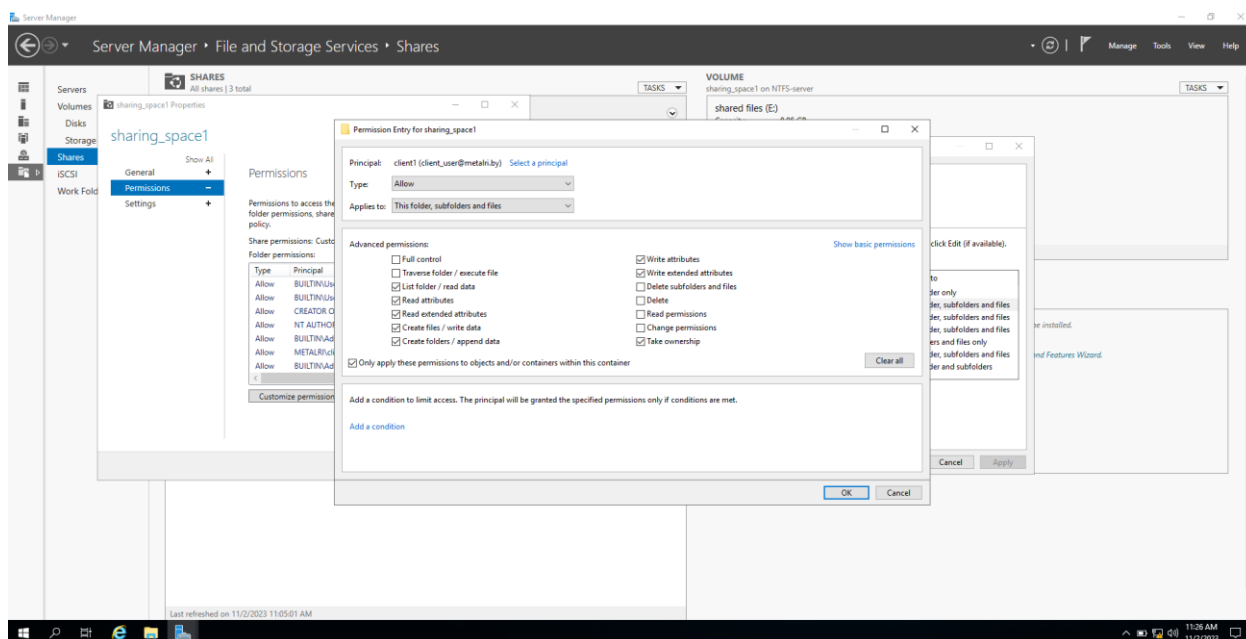 Server Manager
Server Manager ‣ File and Storage Services ‣ Shares
Manage Tools View Help
Servers
Volumes
Disks
Storage
Shares
iSCSI
Work Fold
SHARES
All shares | 3 total
TASKS
VOLUME
sharing_space1 on NTFS-server
TASKS
shared files (E:)
sharing_space1 Properties
sharing_space1
Show All
General +
Permissions −
Settings +
Permissions
Permissions to access the
folder permissions, share
policy.
Share permissions: Custo
Folder permissions:
Type Principal
Allow BUILTIN\Use
Allow BUILTIN\Use
Allow CREATOR O
Allow NT AUTHOR
Allow BUILTIN\Ad
Allow METALRI\cli
Allow BUILTIN\Ad
Customize permission
Permission Entry for sharing_space1
Principal: client1 (client_user@metalri.by) Select a principal
Type: Allow
Applies to: This folder, subfolders and files
Advanced permissions: Show basic permissions
Full control
Traverse folder / execute file
List folder / read data
Read attributes
Read extended attributes
Create files / write data
Create folders / append data
Write attributes
Write extended attributes
Delete subfolders and files
Delete
Read permissions
Change permissions
Take ownership
Only apply these permissions to objects and/or containers within this container
Clear all
Add a condition to limit access. The principal will be granted the specified permissions only if conditions are met.
Add a condition
OK Cancel
click Edit (if available).
to
der only
der, subfolders and files
der, subfolders and files
der, subfolders and files
ers and files only
der, subfolders and files
der and subfolders
Cancel Apply
be installed.
and Features Wizard.
Last refreshed on 11/2/2023 11:05:01 AM
11:26 AM
11/2/2023